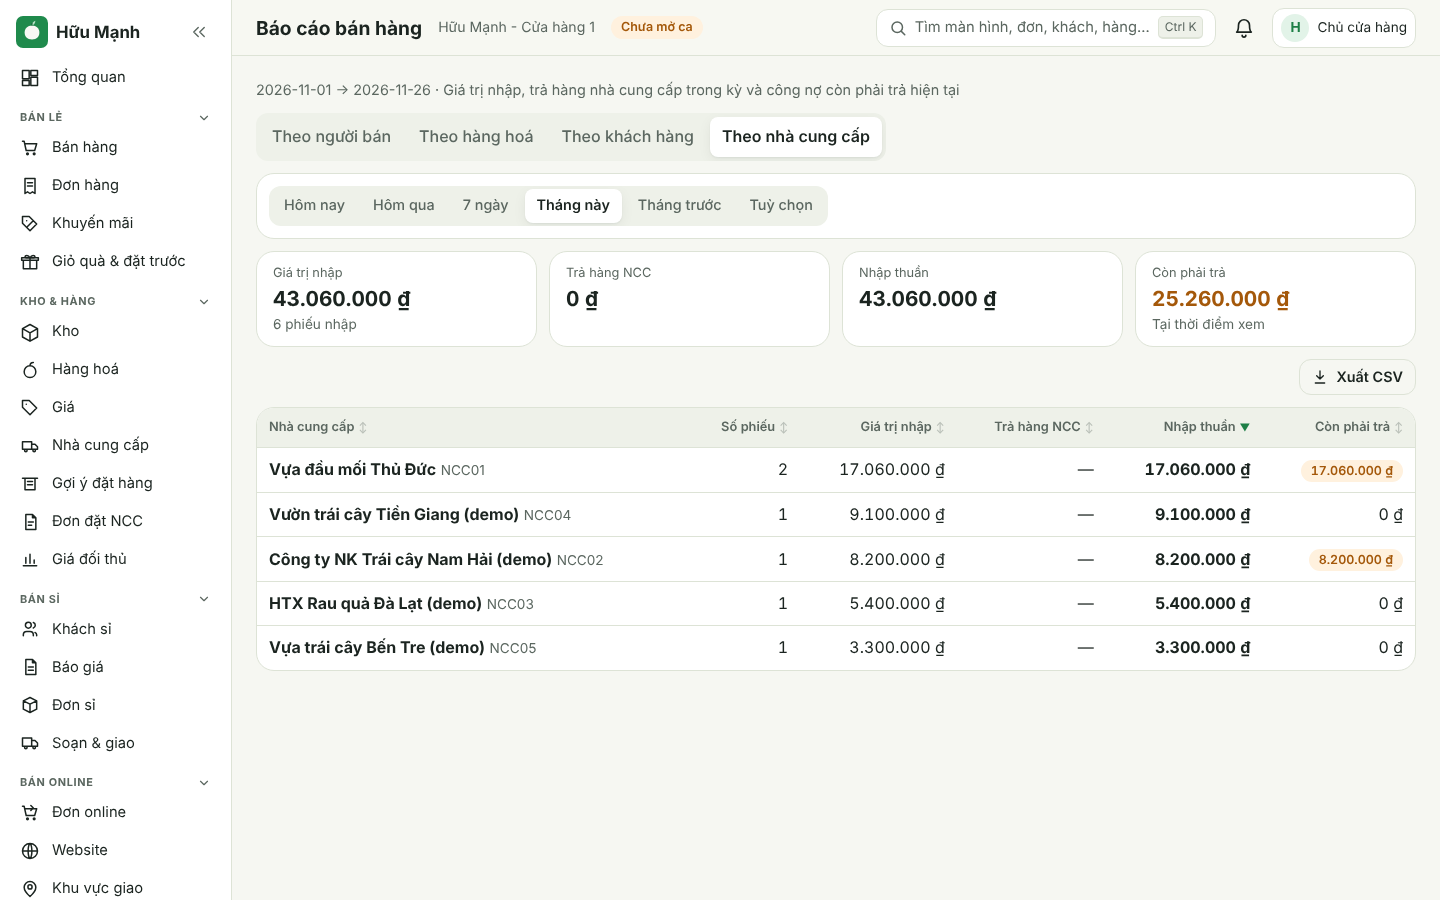 Hữu Mạnh
Tổng quan
BÁN LẺ
Bán hàng
Đơn hàng
Khuyến mãi
Giỏ quà & đặt trước
KHO & HÀNG
Kho
Hàng hoá
Giá
Nhà cung cấp
Gợi ý đặt hàng
Đơn đặt NCC
Giá đối thủ
BÁN SỈ
Khách sỉ
Báo giá
Đơn sỉ
Soạn & giao
BÁN ONLINE
Đơn online
Website
Khu vực giao
Báo cáo bán hàng Hữu Mạnh - Cửa hàng 1 Chưa mở ca Tìm màn hình, đơn, khách, hàng... Ctrl K H Chủ cửa hàng
2026-11-01 → 2026-11-26 · Giá trị nhập, trả hàng nhà cung cấp trong kỳ và công nợ còn phải trả hiện tại
Theo người bán Theo hàng hoá Theo khách hàng Theo nhà cung cấp
Hôm nay Hôm qua 7 ngày Tháng này Tháng trước Tuỳ chọn
Giá trị nhập
43.060.000 ₫
6 phiếu nhập
Trả hàng NCC
0 ₫
Nhập thuần
43.060.000 ₫
Còn phải trả
25.260.000 ₫
Tại thời điểm xem
Xuất CSV
Nhà cung cấp Số phiếu Giá trị nhập Trả hàng NCC Nhập thuần Còn phải trả
Vựa đầu mối Thủ Đức NCC01 2 17.060.000 ₫ — 17.060.000 ₫ 17.060.000 ₫
Vườn trái cây Tiền Giang (demo) NCC04 1 9.100.000 ₫ — 9.100.000 ₫ 0 ₫
Công ty NK Trái cây Nam Hải (demo) NCC02 1 8.200.000 ₫ — 8.200.000 ₫ 8.200.000 ₫
HTX Rau quả Đà Lạt (demo) NCC03 1 5.400.000 ₫ — 5.400.000 ₫ 0 ₫
Vựa trái cây Bến Tre (demo) NCC05 1 3.300.000 ₫ — 3.300.000 ₫ 0 ₫